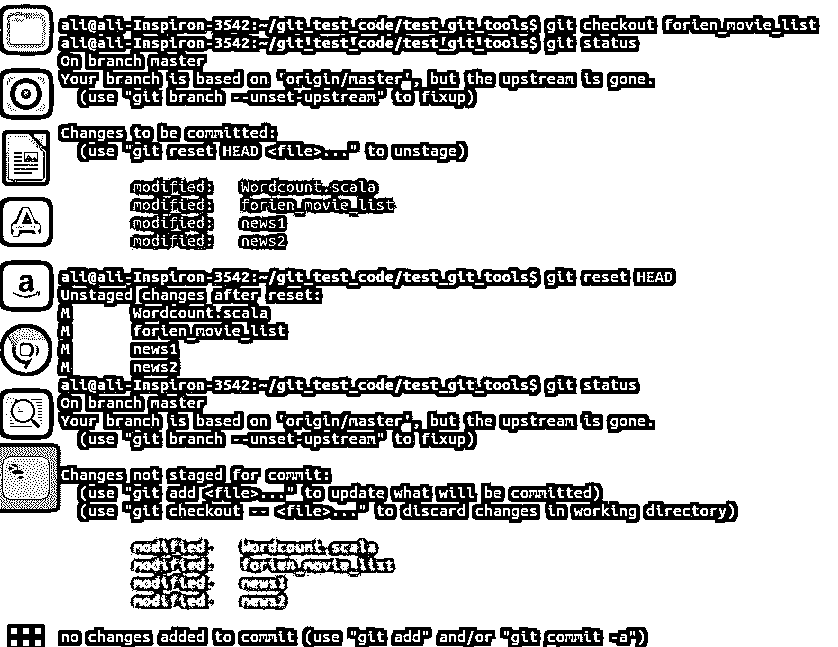 ali@ali-Inspiron-3542:~/git_test_code/test_git_tools$ git checkout forien_movie_list
ali@ali-Inspiron-3542:~/git_test_code/test_git_tools$ git status
On branch master
Your branch is based on 'origin/master', but the upstream is gone.
  (use "git branch --unset-upstream" to fixup)
Changes to be committed:
  (use "git reset HEAD <file>..." to unstage)
modified:   Wordcount.scala
modified:   forien_movie_list
modified:   news1
modified:   news2
ali@ali-Inspiron-3542:~/git_test_code/test_git_tools$ git reset HEAD
Unstaged changes after reset:
M       Wordcount.scala
M       forien_movie_list
M       news1
M       news2
ali@ali-Inspiron-3542:~/git_test_code/test_git_tools$ git status
On branch master
Your branch is based on 'origin/master', but the upstream is gone.
  (use "git branch --unset-upstream" to fixup)
Changes not staged for commit:
  (use "git add <file>..." to update what will be committed)
  (use "git checkout -- <file>..." to discard changes in working directory)
modified:   Wordcount.scala
modified:   forien_movie_list
modified:   news1
modified:   news2
no changes added to commit (use "git add" and/or "git commit -a")